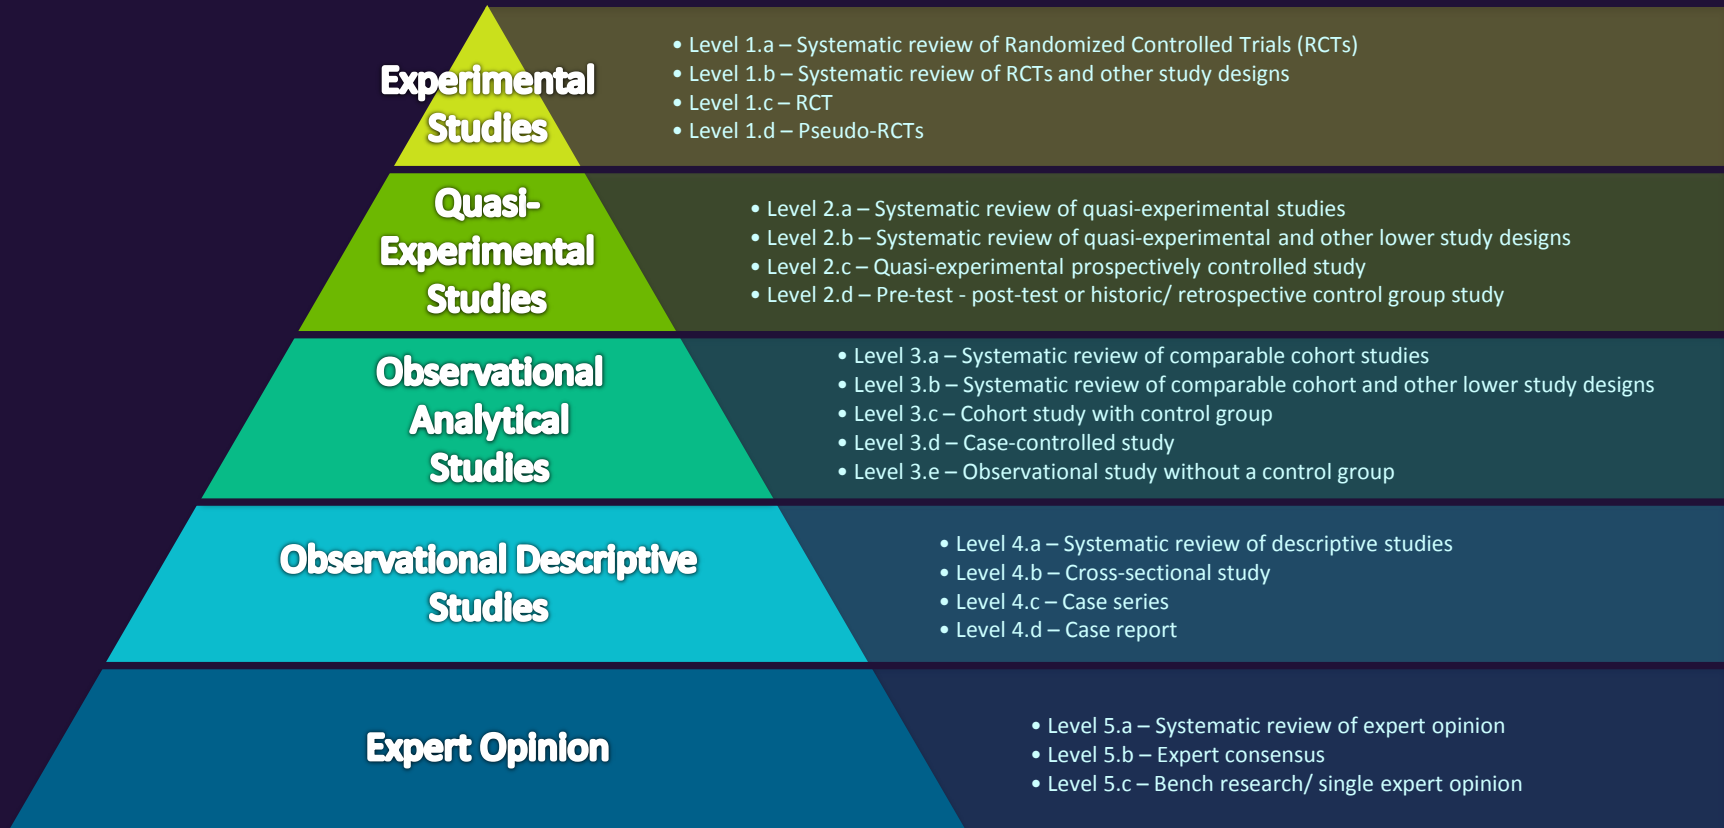 Experimental
Studies
• Level 1.a – Systematic review of Randomized Controlled Trials (RCTs)
• Level 1.b – Systematic review of RCTs and other study designs
• Level 1.c – RCT
• Level 1.d – Pseudo-RCTs
Quasi-
Experimental
Studies
• Level 2.a – Systematic review of quasi-experimental studies
• Level 2.b – Systematic review of quasi-experimental and other lower study designs
• Level 2.c – Quasi-experimental prospectively controlled study
• Level 2.d – Pre-test - post-test or historic/ retrospective control group study
Observational
Analytical
Studies
• Level 3.a – Systematic review of comparable cohort studies
• Level 3.b – Systematic review of comparable cohort and other lower study designs
• Level 3.c – Cohort study with control group
• Level 3.d – Case-controlled study
• Level 3.e – Observational study without a control group
Observational Descriptive
Studies
• Level 4.a – Systematic review of descriptive studies
• Level 4.b – Cross-sectional study
• Level 4.c – Case series
• Level 4.d – Case report
Expert Opinion
• Level 5.a – Systematic review of expert opinion
• Level 5.b – Expert consensus
• Level 5.c – Bench research/ single expert opinion